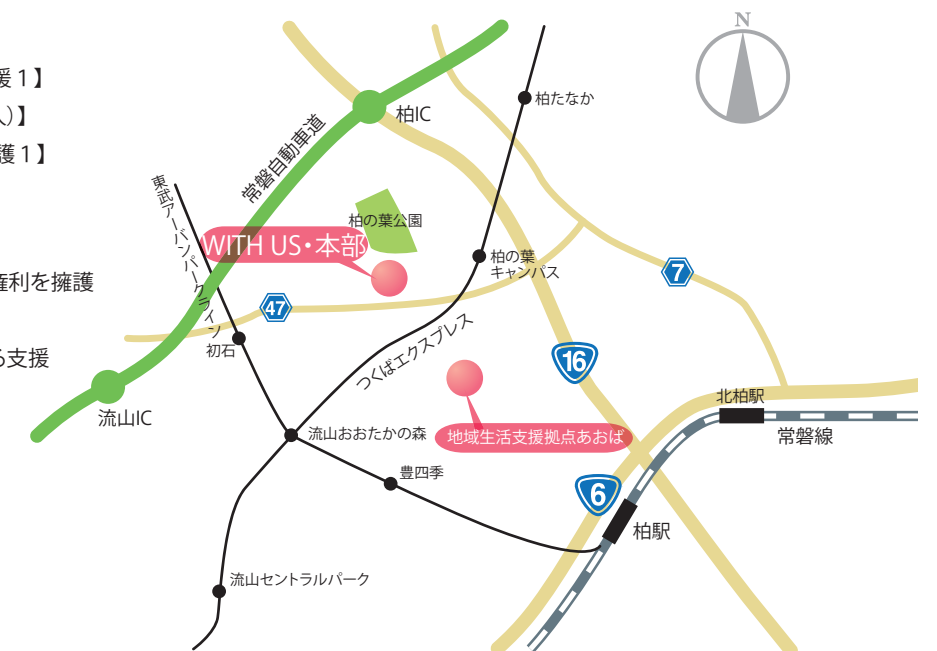 N
援1】
人)】
護1】
権利を擁護
る支援
柏たなか
柏IC
常磐自動車道
東武アーバンパークライン
柏の葉公園
WITH US・本部
柏の葉
キャンパス
7
47
初石
つくばエクスプレス
16
流山IC
北柏駅
常磐線
流山おおたかの森
地域生活支援拠点あおば
豊四季
6
柏駅
流山セントラルパーク